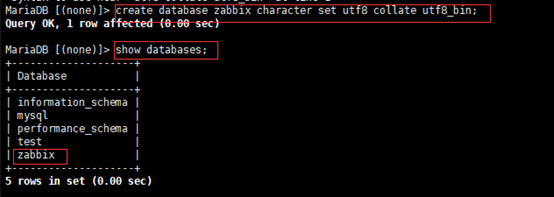 MariaDB [(none)]> create database zabbix character set utf8 collate utf8_bin;
Query OK, 1 row affected (0.00 sec)
MariaDB [(none)]> show databases;
+--------------------+
| Database           |
+--------------------+
| information_schema |
| mysql              |
| performance_schema |
| test               |
| zabbix             |
+--------------------+
5 rows in set (0.00 sec)